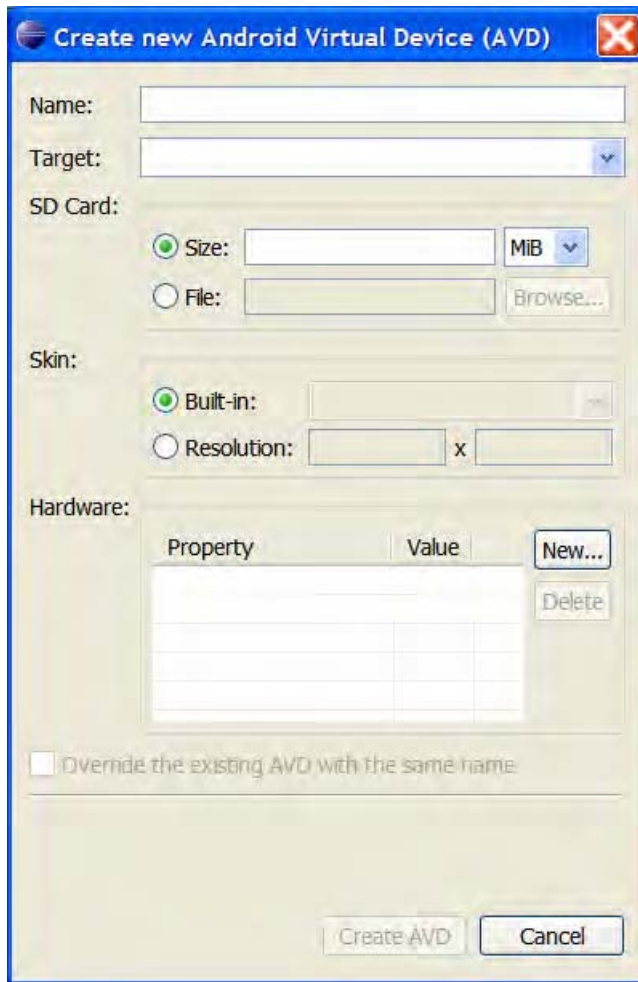 Create new Android Virtual Device (AVD)
Name:
Target:
SD Card:
Size: MiB
File: Browse...
Skin:
Built-in:
Resolution: x
Hardware:
Property Value New...
Delete
Override the existing AVD with the same name
Create AVD Cancel